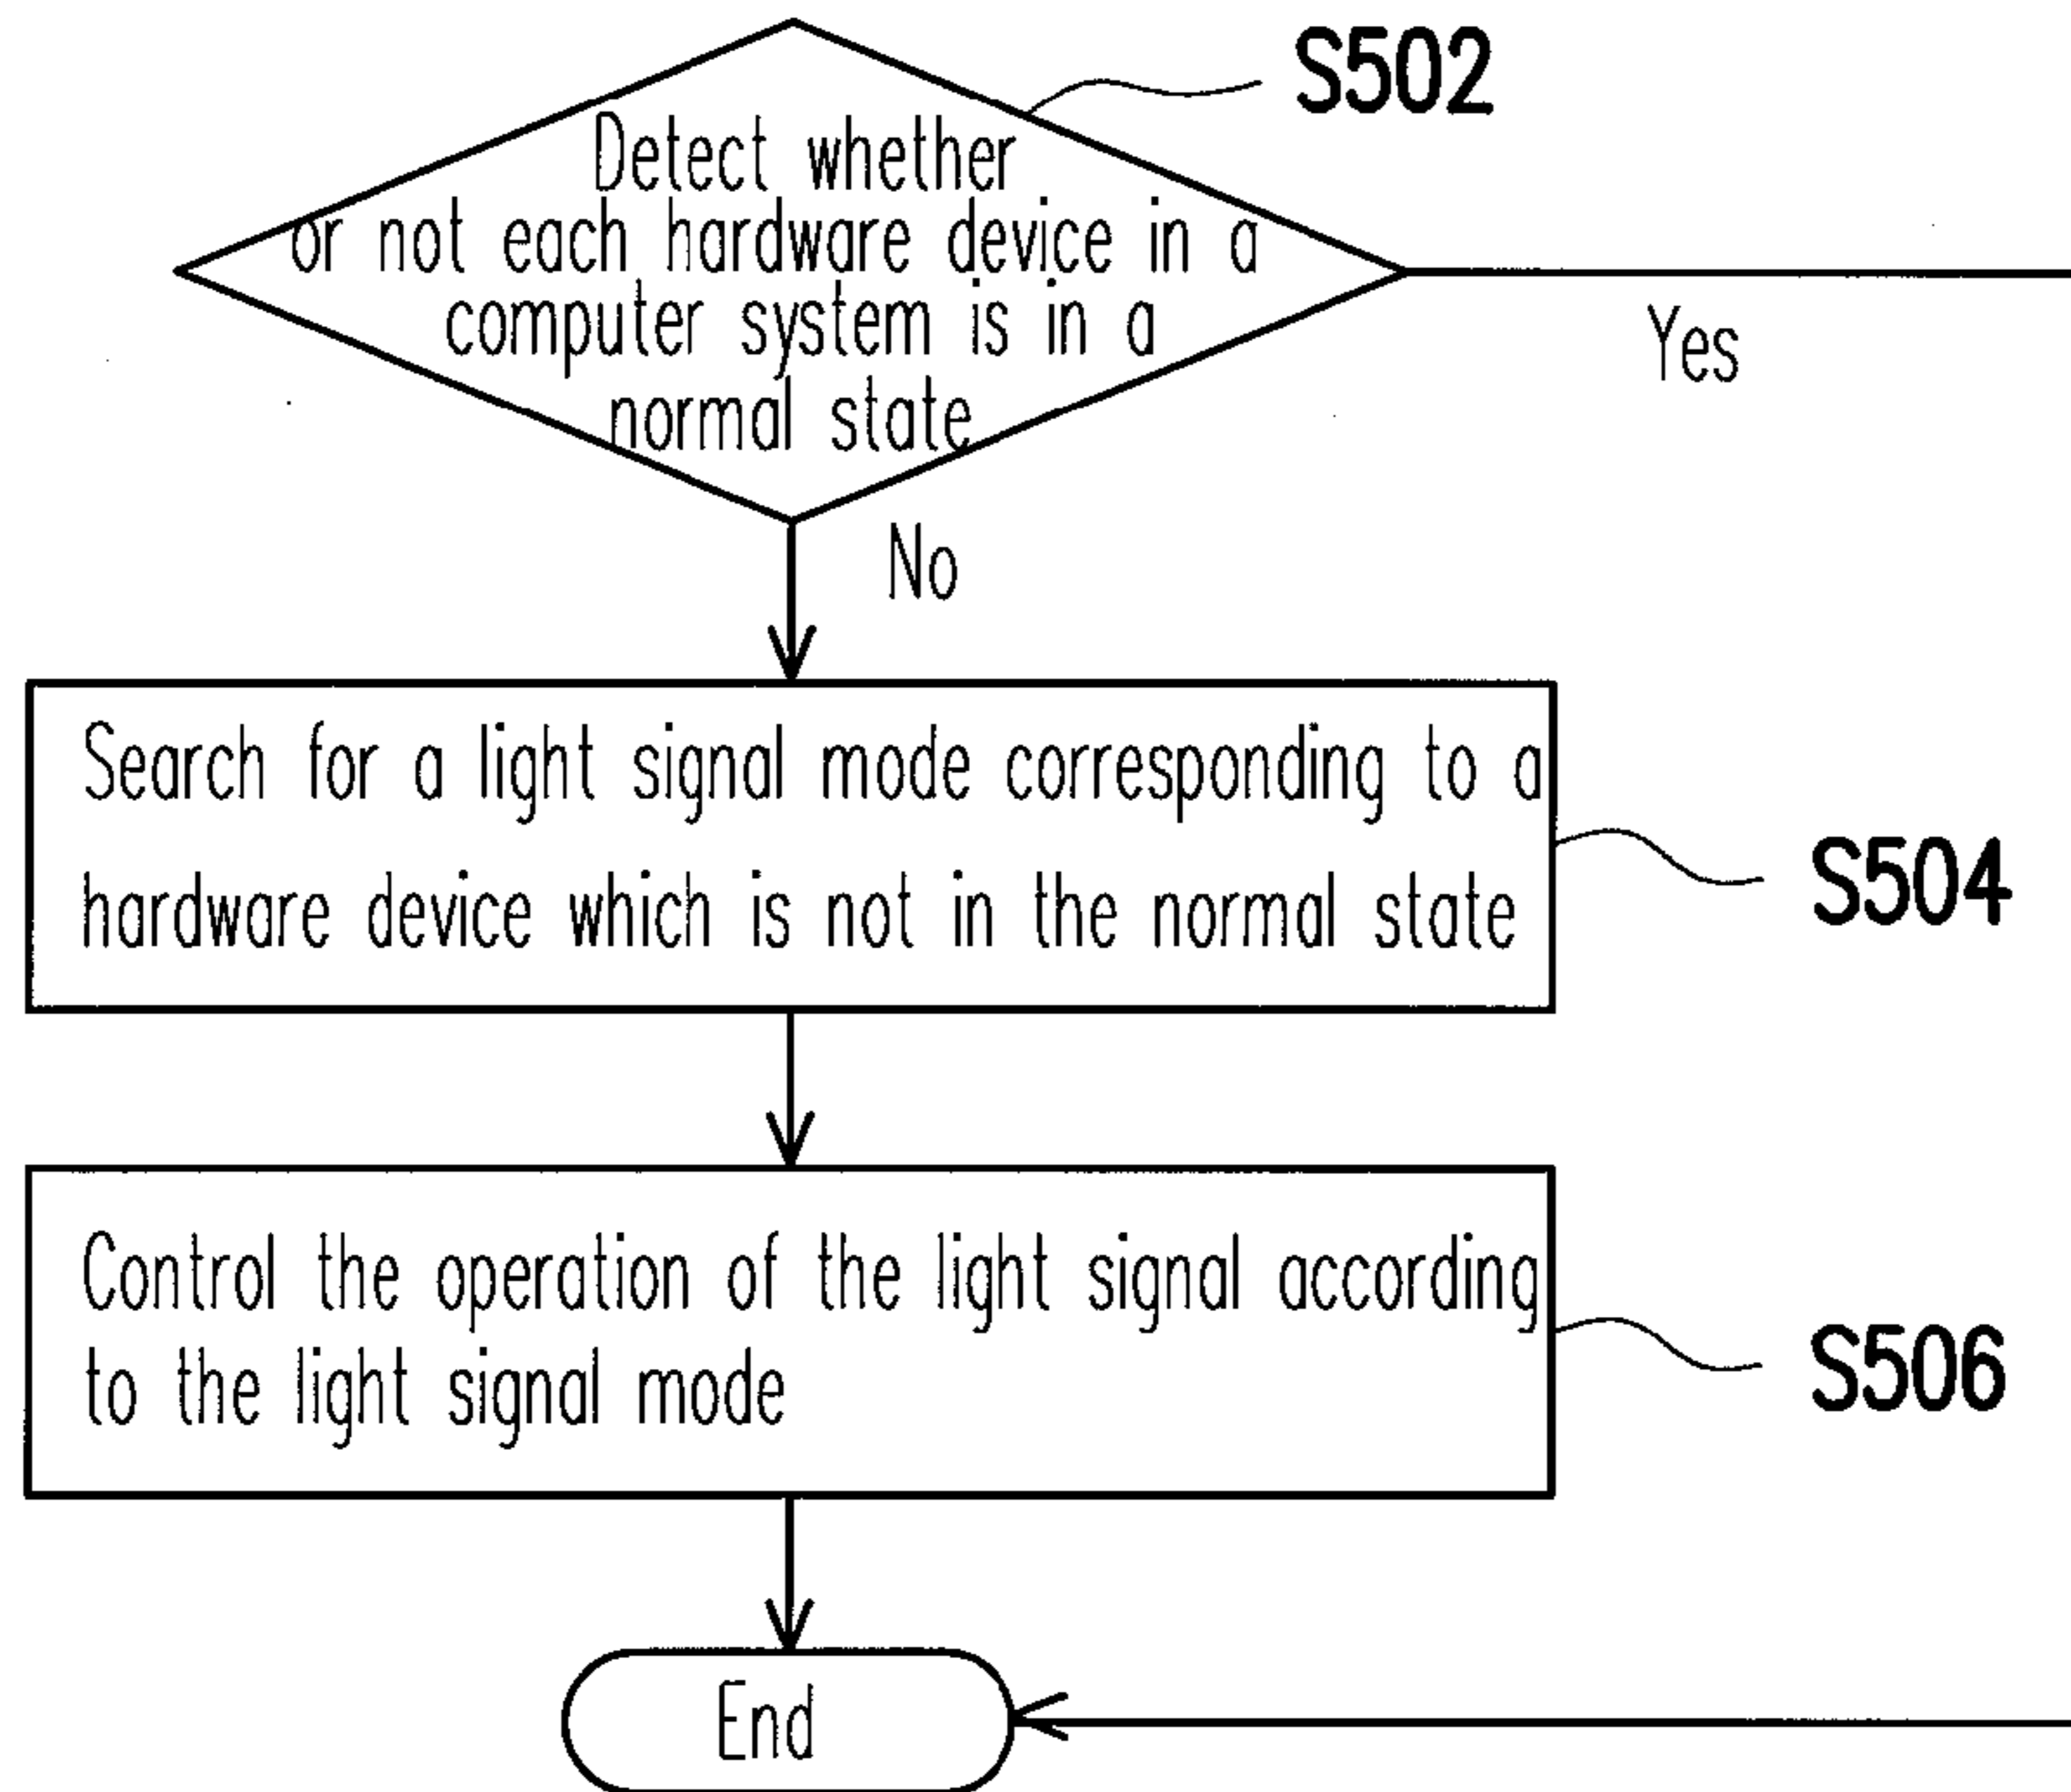 S502
Detect whether
or not each hardware device in a
computer system is in a
normal state
Yes
No
Search for a light signal mode corresponding to a
hardware device which is not in the normal state
S504
Control the operation of the light signal according
to the light signal mode
S506
End